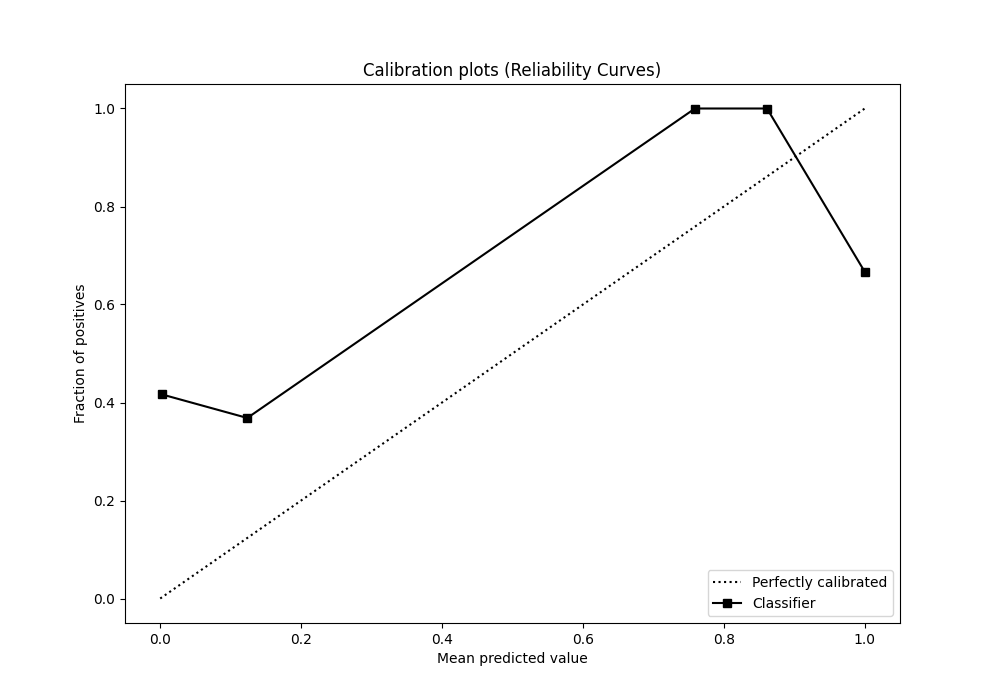 Calibration plots (Reliability Curves)
1.0
0.8
0.6
0.4
0.2
0.0
Fraction of positives
0.0 0.2 0.4 0.6 0.8 1.0
Mean predicted value
Perfectly calibrated
Classifier